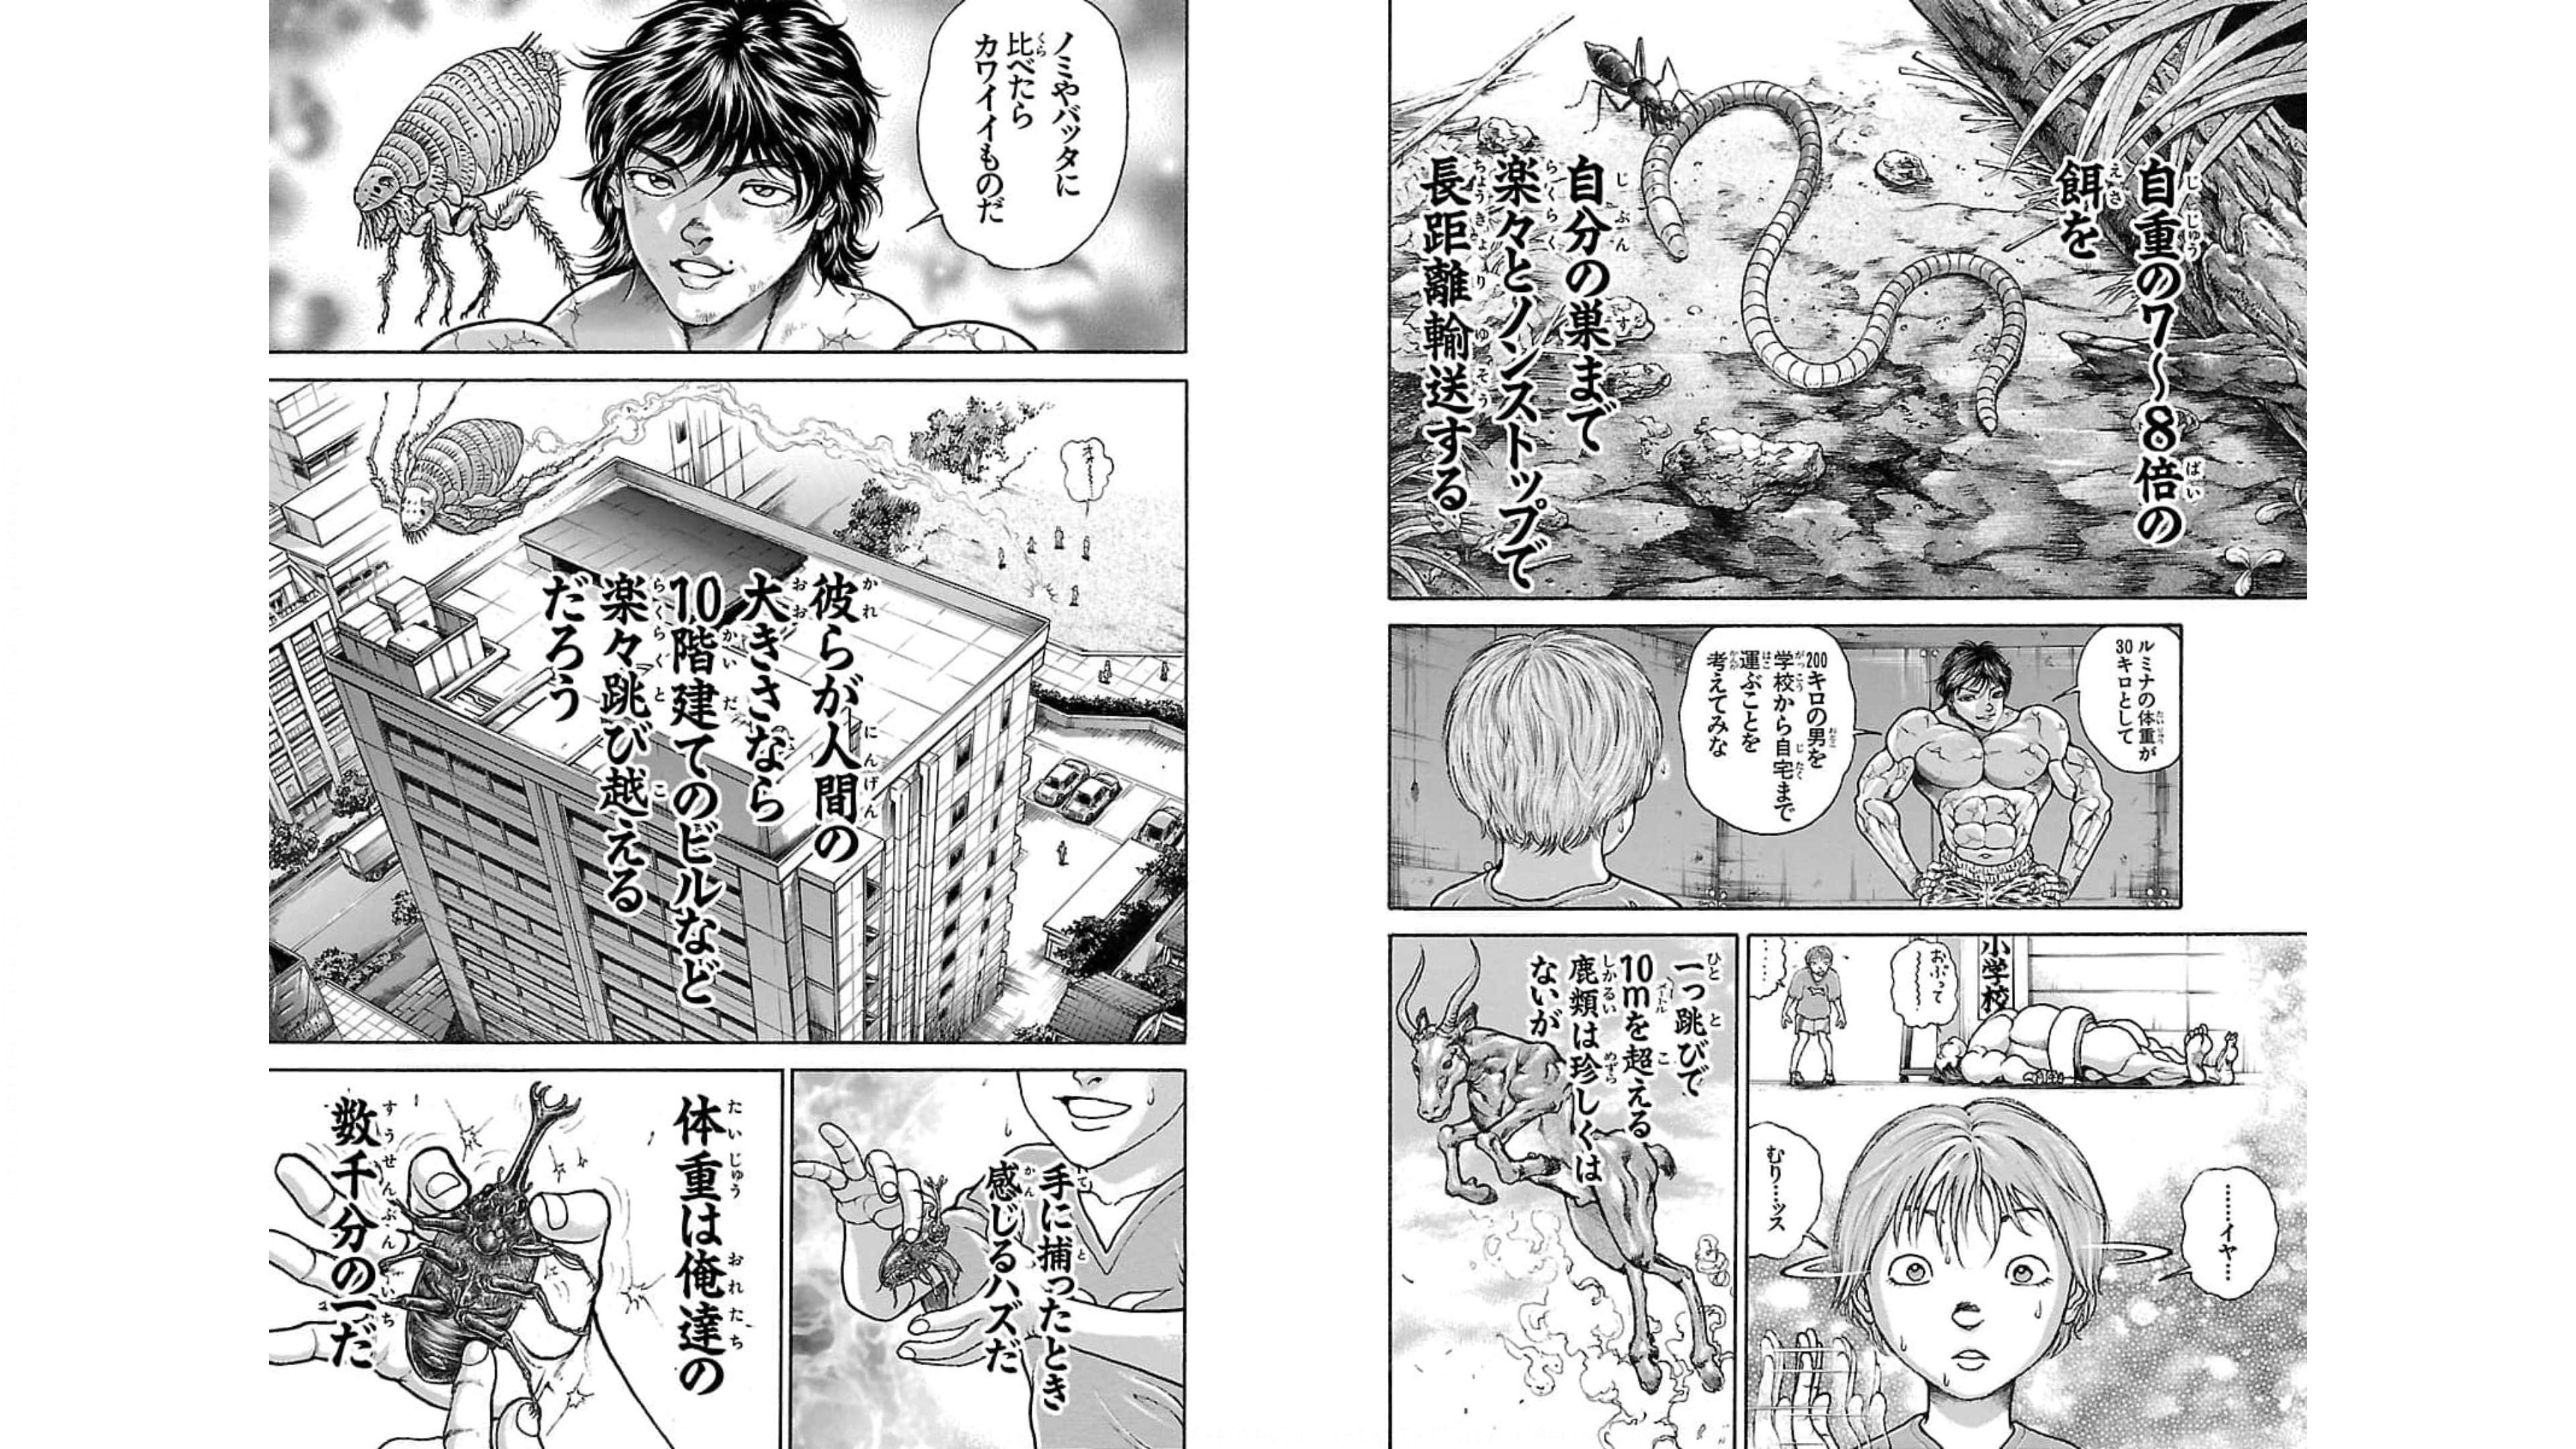 自重の7～8倍の
餌を
自分の巣まで
楽々とノンストップで
長距離輸送する
ルミナの体重が
30キロとして
200キロの男を
学校から自宅まで
運ぶことを
考えてみな
小学校
おぶって〜〜〜
……
……イヤ…
むり…ッス
一っ跳びで
10mを超える
鹿類は珍しくは
ないが
ノミやバッタに
比べたら
カワイイものだ
オオ〜〜
彼らが人間の
大きさなら
10階建てのビルなど
楽々跳び越える
だろう
手に捕ったとき
感じるハズだ
体重は俺達の
数千分の一だ